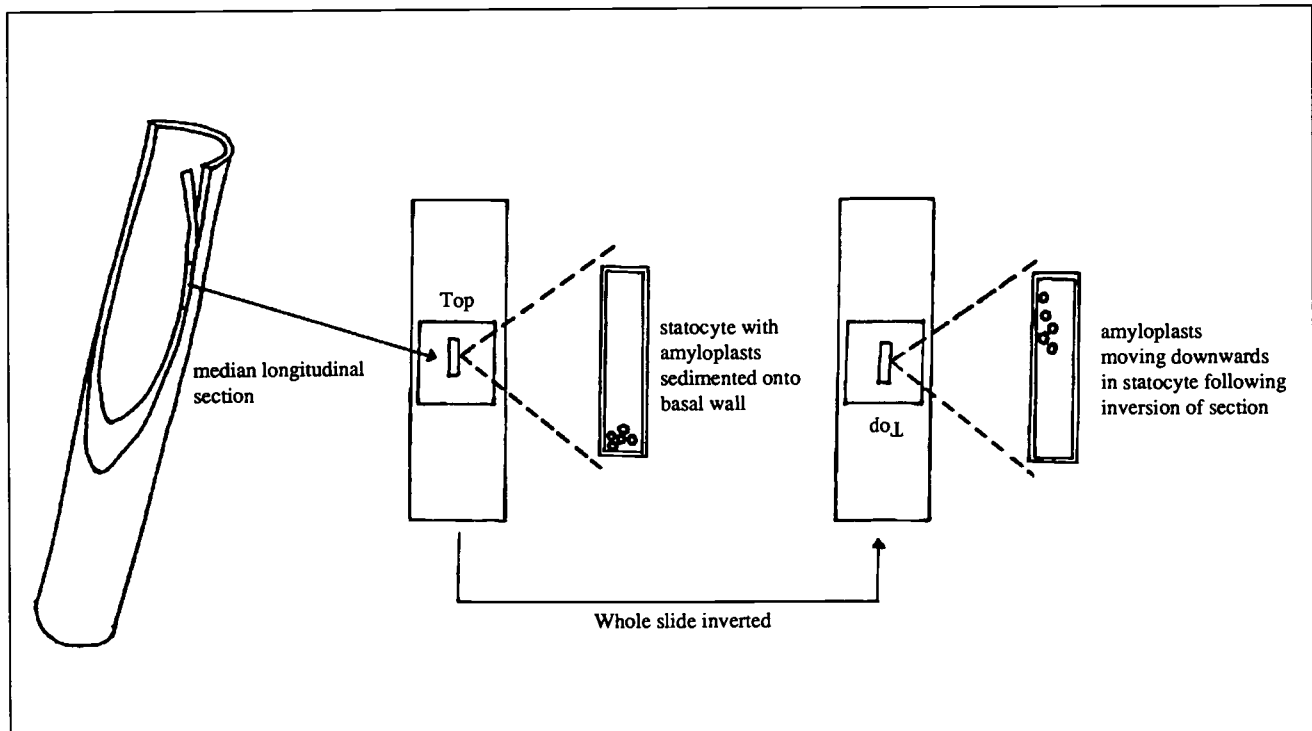 median longitudinal
section
Top
statocyte with
amyloplasts
sedimented onto
basal wall
Top
amyloplasts
moving downwards
in statocyte following
inversion of section
Whole slide inverted